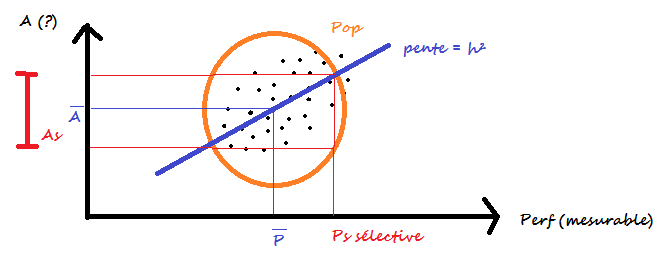 A (?)
Pop
pente = h²
A
As
Perf (mesurable)
P
Ps sélective